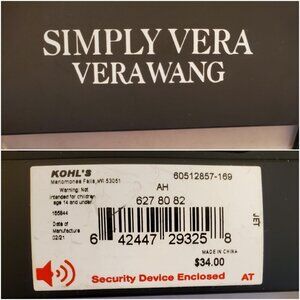 SIMPLY VERA
VERAWANG
KOHL'S
60512857-169
Menomonee Falls, WI 53051
AH
Warning: Not
intended for children
age 14 and under
627 80 82
155844
Date of
Manufacture
02/21
JET
6 42447 29325 8
MADE IN CHINA
$34.00
Security Device Enclosed
AT